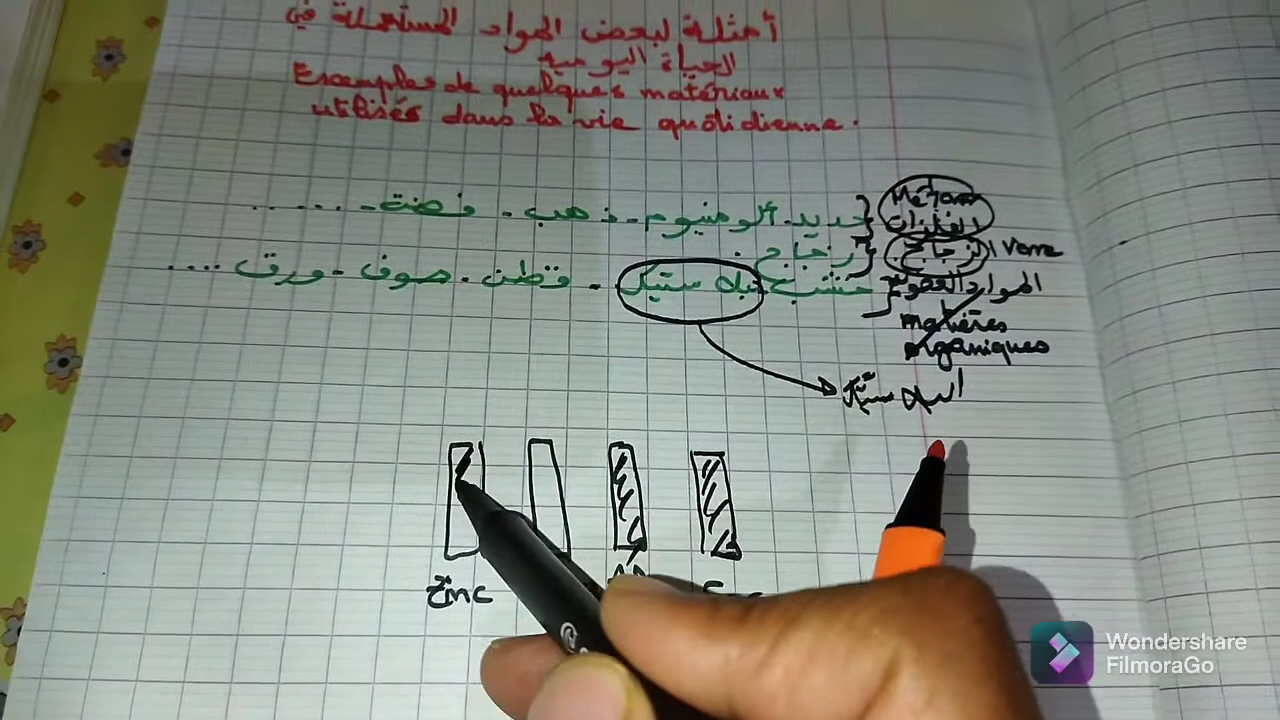 أمثلة لبعض المواد المستعملة في
الحياة اليومية
Exemples de quelques matériaux
utilisés dans la vie quotidienne.
حديد - ألومنيوم - ذهب - فضة - ......
الفلزات
زجاج.
الزجاج Verre
خشب - بلاستيك - قطن - صوف - ورق ....
المواد العضوية
matières
organiques
البلاستيك
Zinc
Wondershare
FilmoraGo